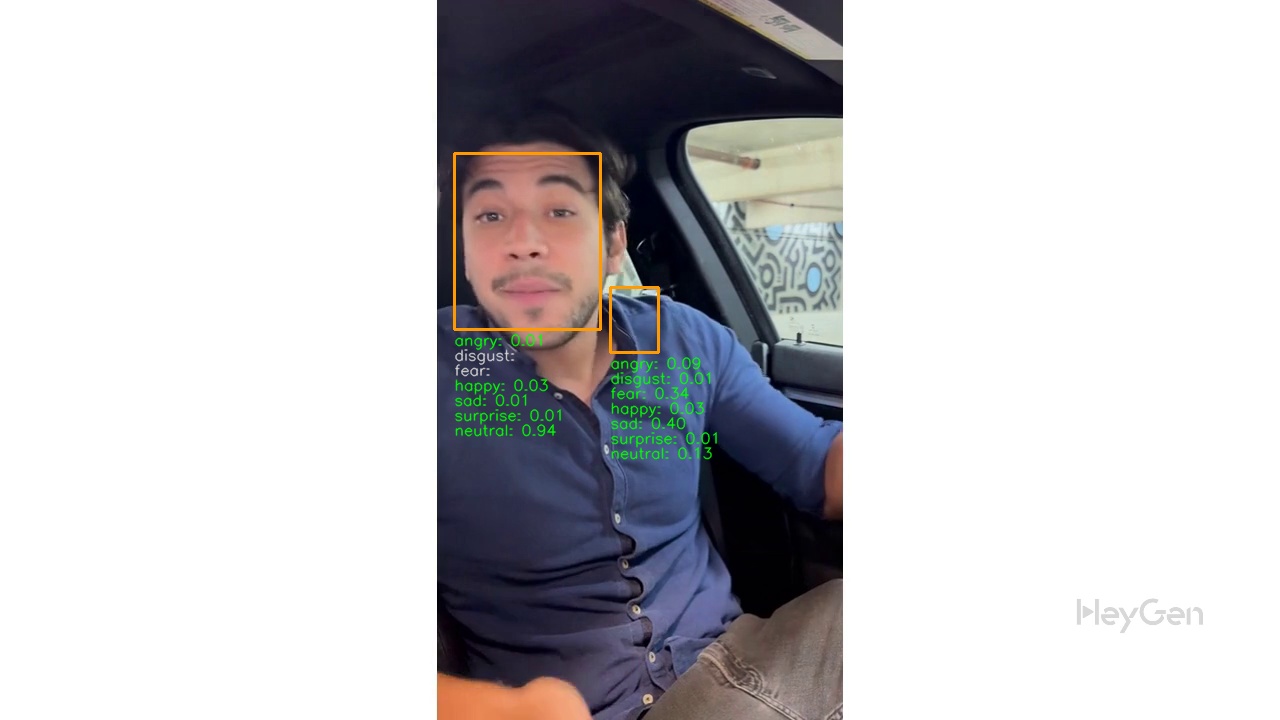 angry: 0.01
disgust:
fear:
happy: 0.03
sad: 0.01
surprise: 0.01
neutral: 0.94
angry: 0.09
disgust: 0.01
fear: 0.34
happy: 0.03
sad: 0.40
surprise: 0.01
neutral: 0.13
HeyGen